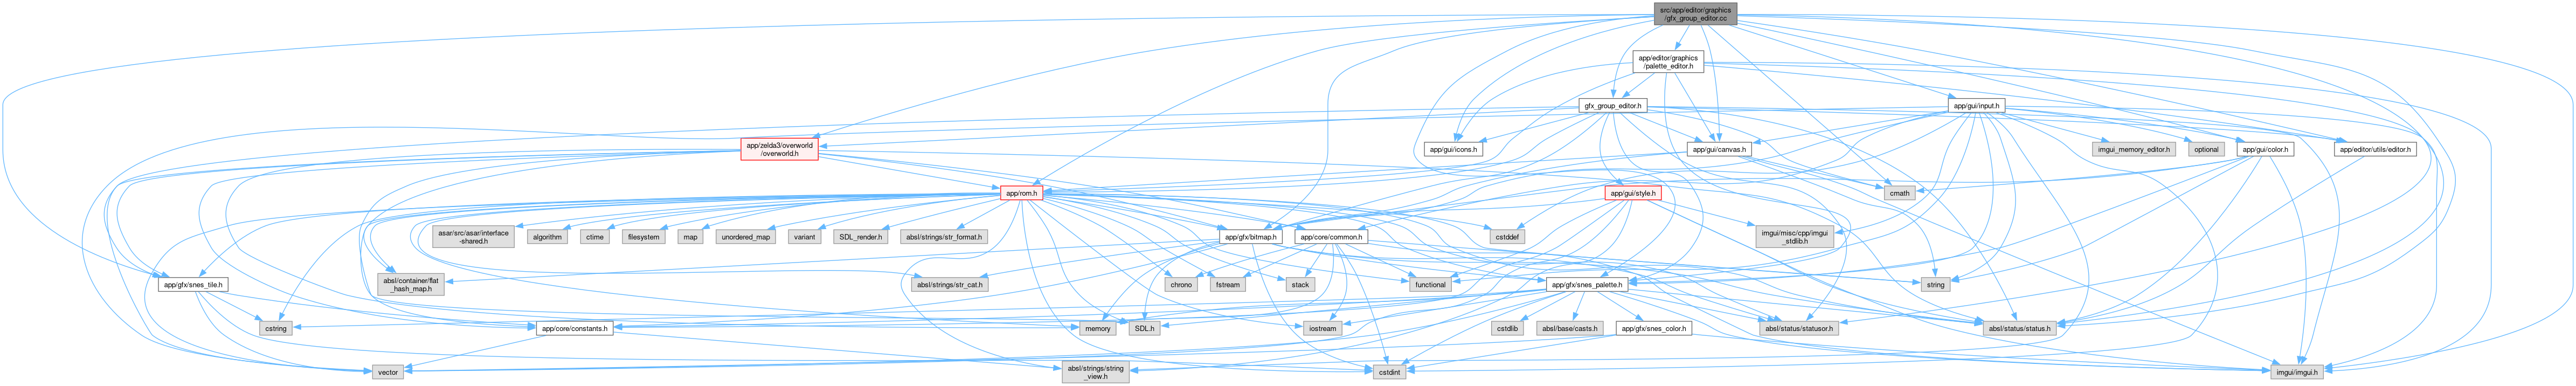 src/app/editor/graphics
/gfx_group_editor.cc
app/editor/graphics
/palette_editor.h
gfx_group_editor.h
app/gui/input.h
app/zelda3/overworld
/overworld.h
app/gui/icons.h
app/gui/canvas.h
imgui_memory_editor.h
optional
app/gui/color.h
app/editor/utils/editor.h
app/rom.h
app/gui/style.h
cmath
asar/src/asar/interface
-shared.h
algorithm
ctime
filesystem
map
unordered_map
variant
SDL_render.h
absl/strings/str_format.h
app/gfx/bitmap.h
app/core/common.h
cstddef
imgui/misc/cpp/imgui
_stdlib.h
app/gfx/snes_tile.h
absl/container/flat
_hash_map.h
absl/strings/str_cat.h
chrono
fstream
stack
functional
app/gfx/snes_palette.h
string
cstring
app/core/constants.h
memory
SDL.h
iostream
cstdlib
absl/base/casts.h
app/gfx/snes_color.h
absl/status/statusor.h
absl/status/status.h
vector
absl/strings/string
_view.h
cstdint
imgui/imgui.h